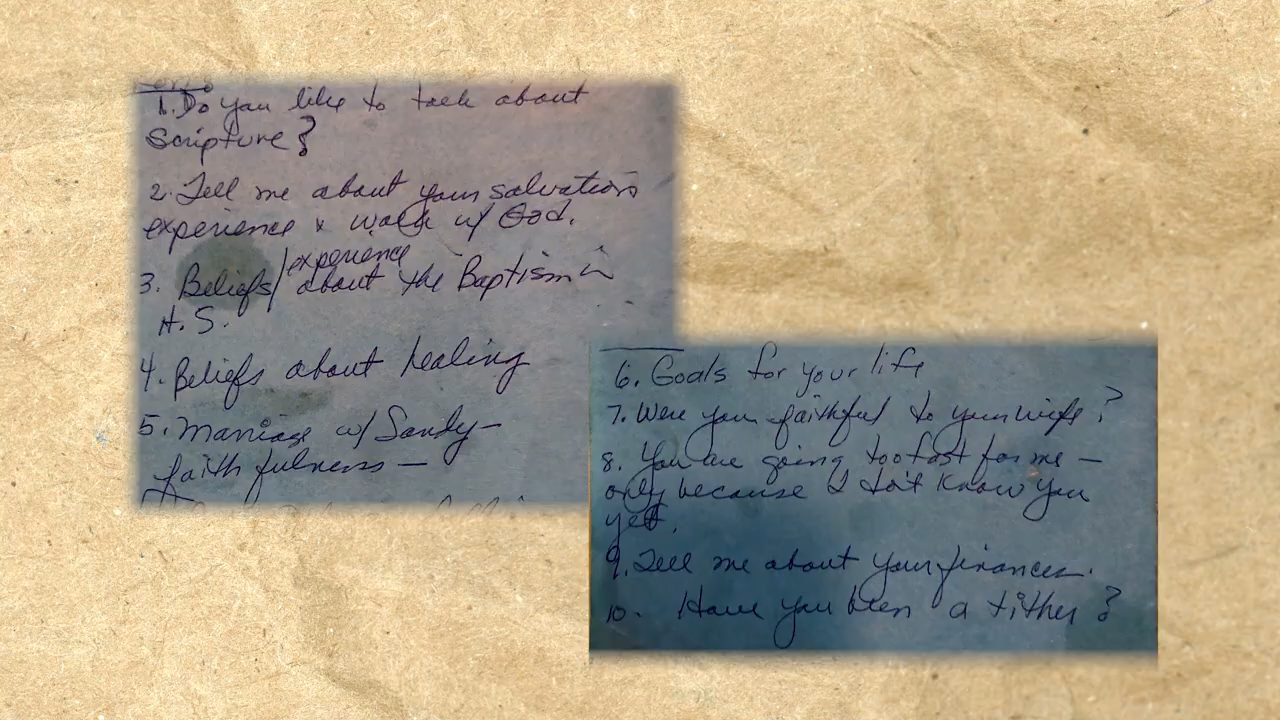 1. Do you like to talk about
Scripture?
2. Tell me about your salvation
experience & walk w/ God.
experience
3. Beliefs/ about the Baptism in
H. S.
4. Beliefs about healing
5. Marriage w/ Sandy—
faithfulness —
6. Goals for your life
7. Were you faithful to your wife?
8. You are going too fast for me —
only because I don't know you
yet.
9. Tell me about your finances.
10. Have you been a tither?